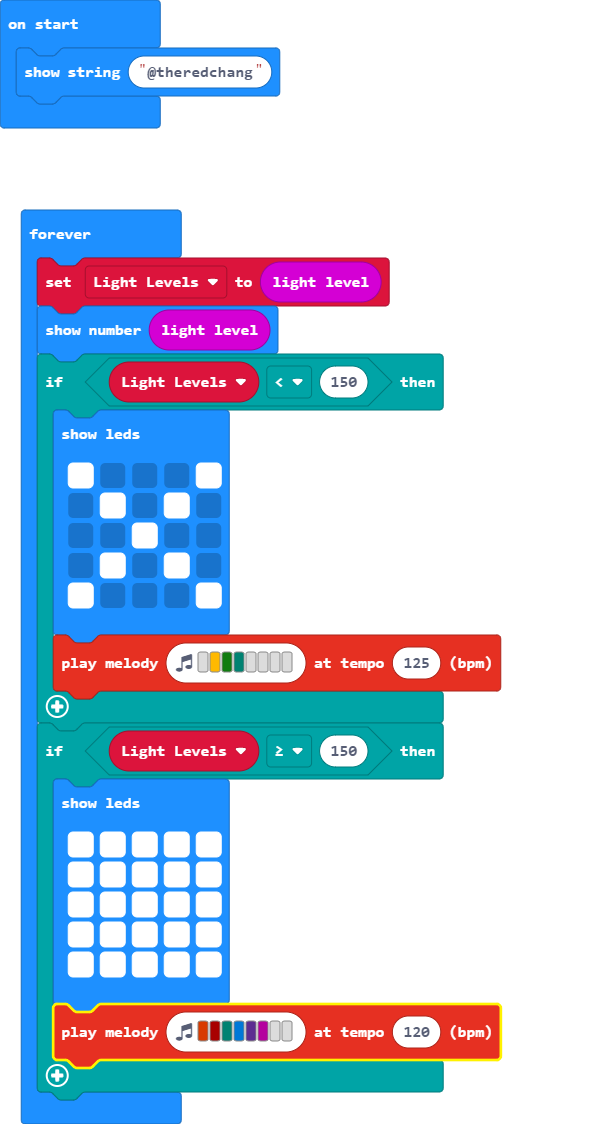 on start
show string "@theredchang"
forever
set Light Levels to light level
show number light level
if Light Levels < 150 then
show leds
play melody at tempo 125 (bpm)
if Light Levels ≥ 150 then
show leds
play melody at tempo 120 (bpm)